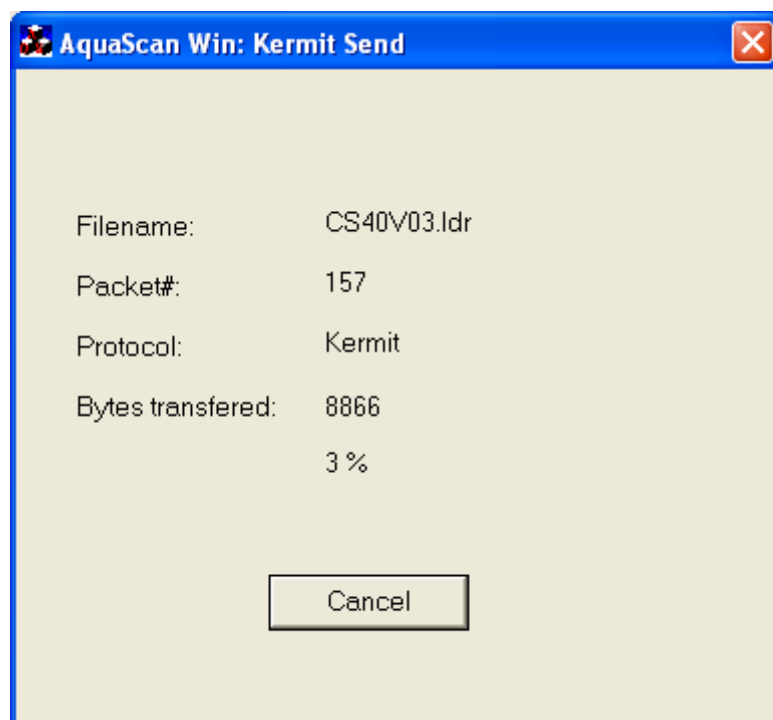 AquaScan Win: Kermit Send
Filename: CS40V03.ldr
Packet#: 157
Protocol: Kermit
Bytes transfered: 8866
3 %
Cancel